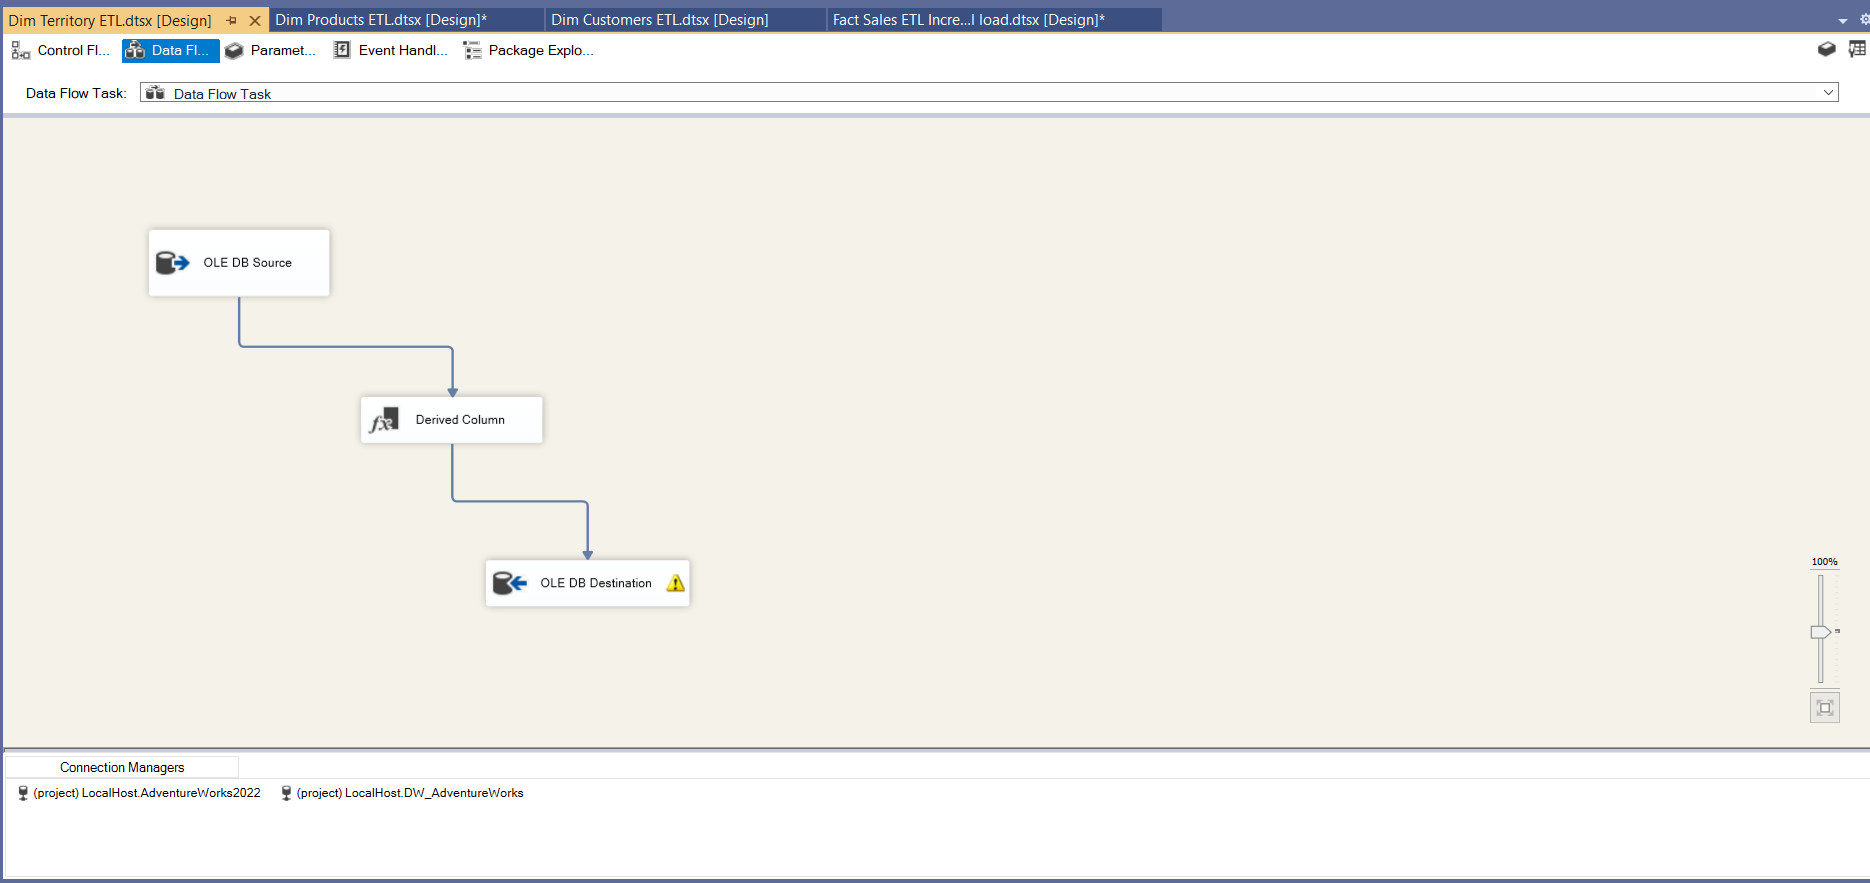 Dim Territory ETL.dtsx [Design] Dim Products ETL.dtsx [Design]* Dim Customers ETL.dtsx [Design] Fact Sales ETL Incre...l load.dtsx [Design]*
Control Fl... Data Fl... Paramet... Event Handl... Package Explo...
Data Flow Task: Data Flow Task
OLE DB Source
fx Derived Column
OLE DB Destination
100%
Connection Managers
(project) LocalHost.AdventureWorks2022 (project) LocalHost.DW_AdventureWorks